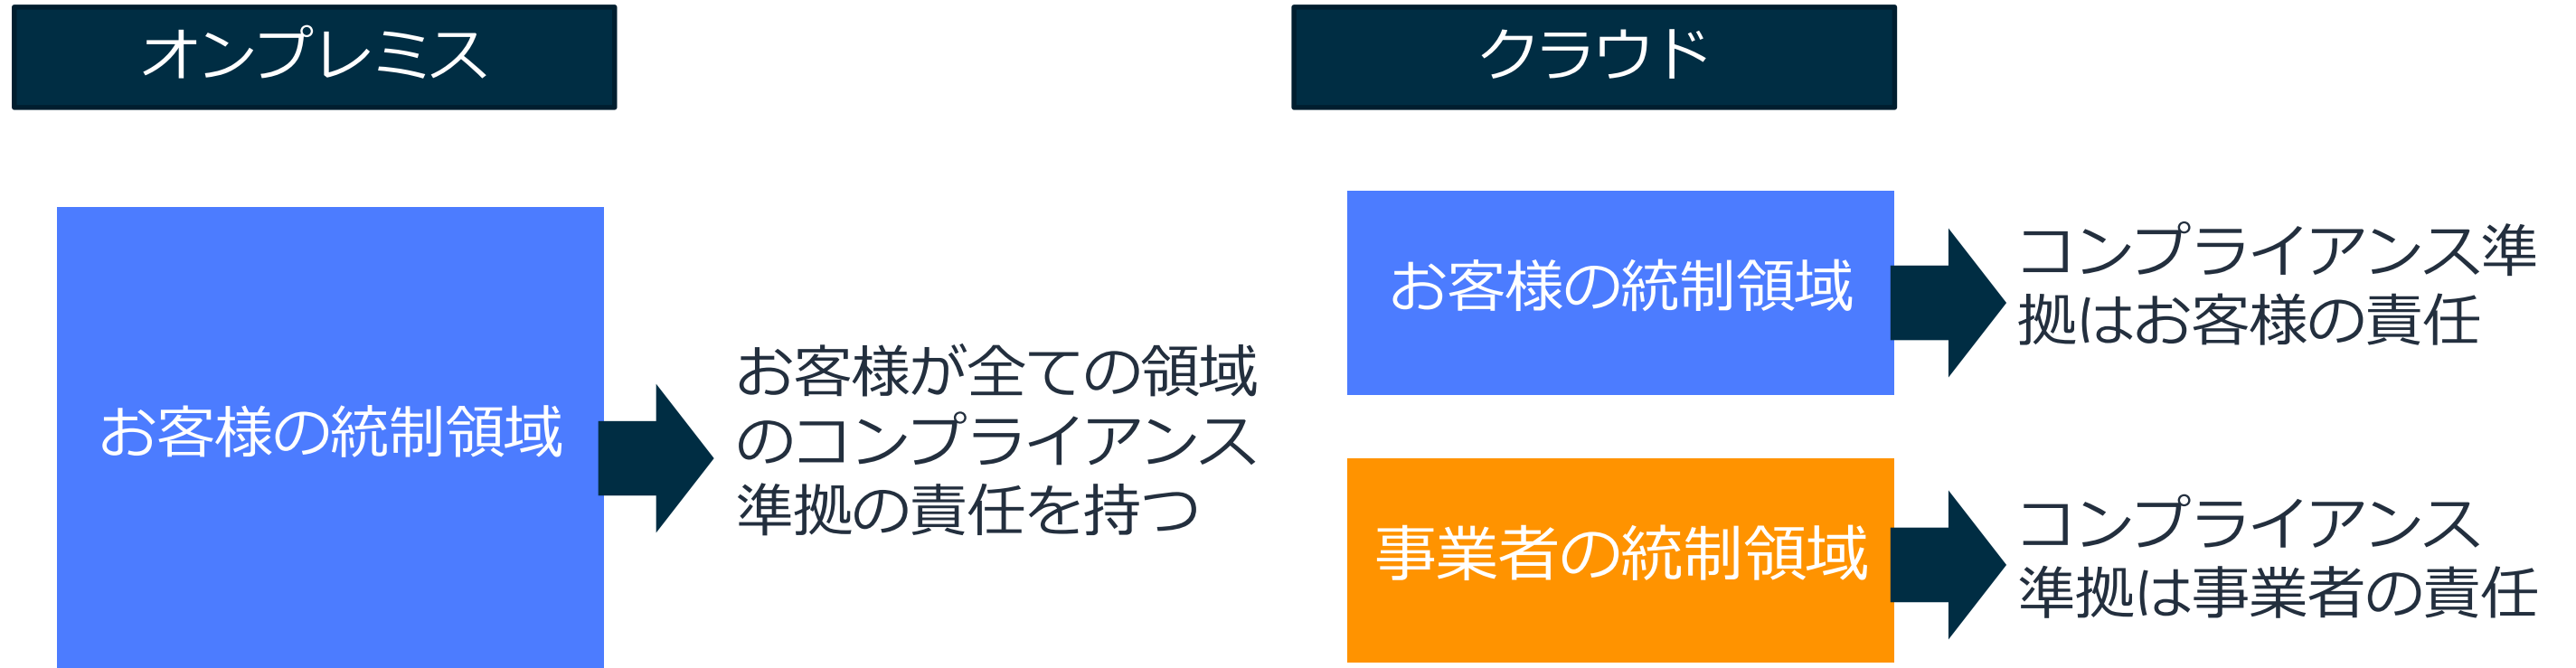 オンプレミス
お客様の統制領域
お客様が全ての領域
のコンプライアンス
準拠の責任を持つ
クラウド
お客様の統制領域
コンプライアンス準
拠はお客様の責任
事業者の統制領域
コンプライアンス
準拠は事業者の責任